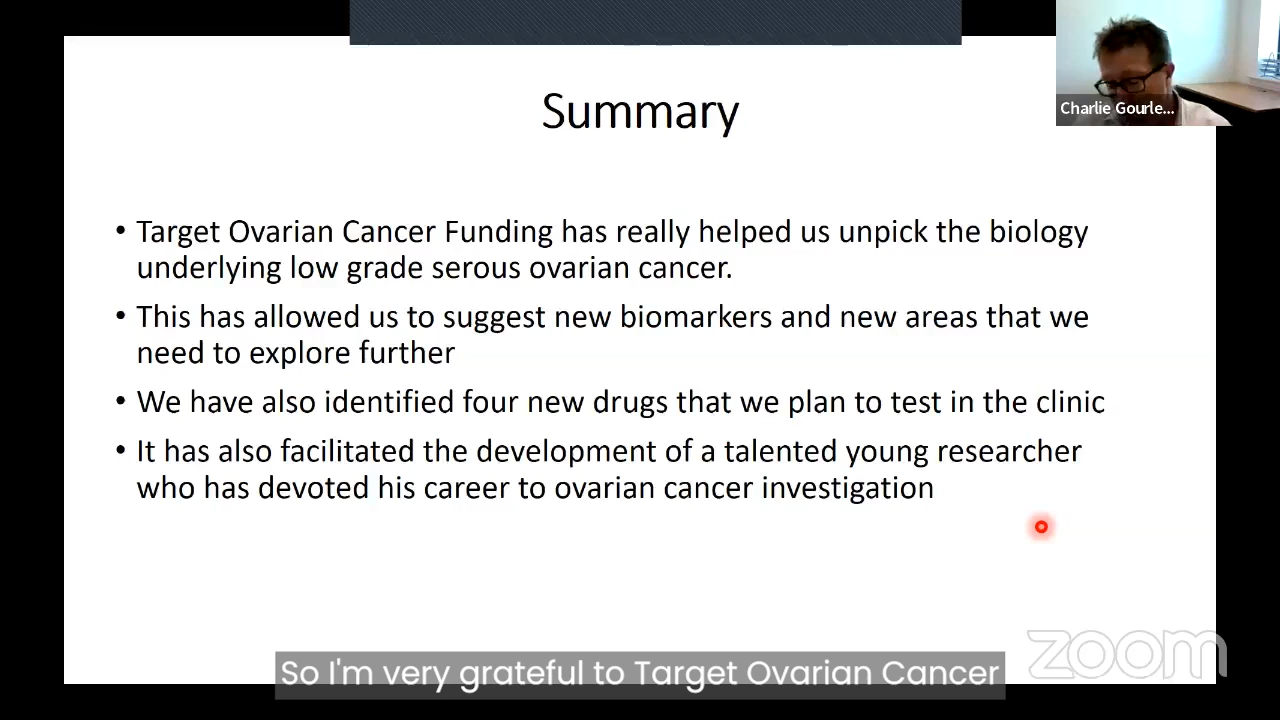 Summary
Charlie Gourle...
• Target Ovarian Cancer Funding has really helped us unpick the biology
underlying low grade serous ovarian cancer.
• This has allowed us to suggest new biomarkers and new areas that we
need to explore further
• We have also identified four new drugs that we plan to test in the clinic
• It has also facilitated the development of a talented young researcher
who has devoted his career to ovarian cancer investigation
zoom
So I'm very grateful to Target Ovarian Cancer